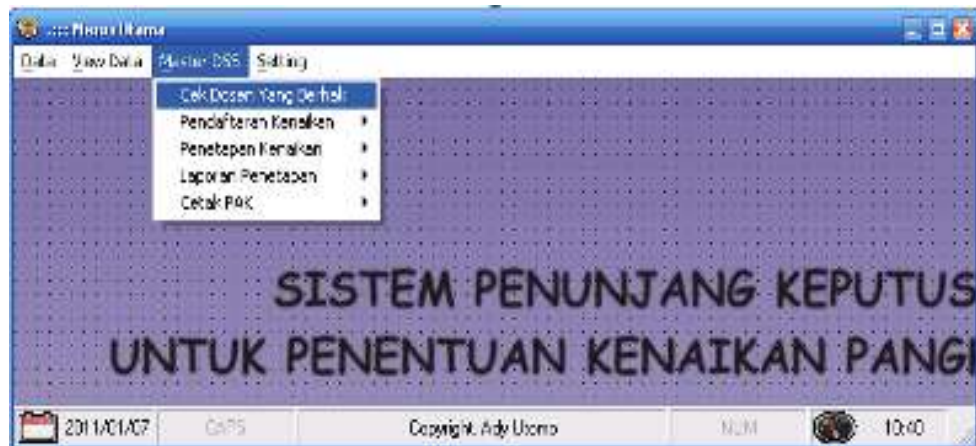 .::: Menu Utama
Data View Data Master DSS Setting
Cek Dosen Yang Berhak
Pendaftaran Kenaikan
Penetapan Kenaikan
Laporan Penetapan
Cetak PAK
SISTEM PENUNJANG KEPUTUS
UNTUK PENENTUAN KENAIKAN PANG
2011/01/07 CAPS Copyright. Ady Utomo NUM 10:40